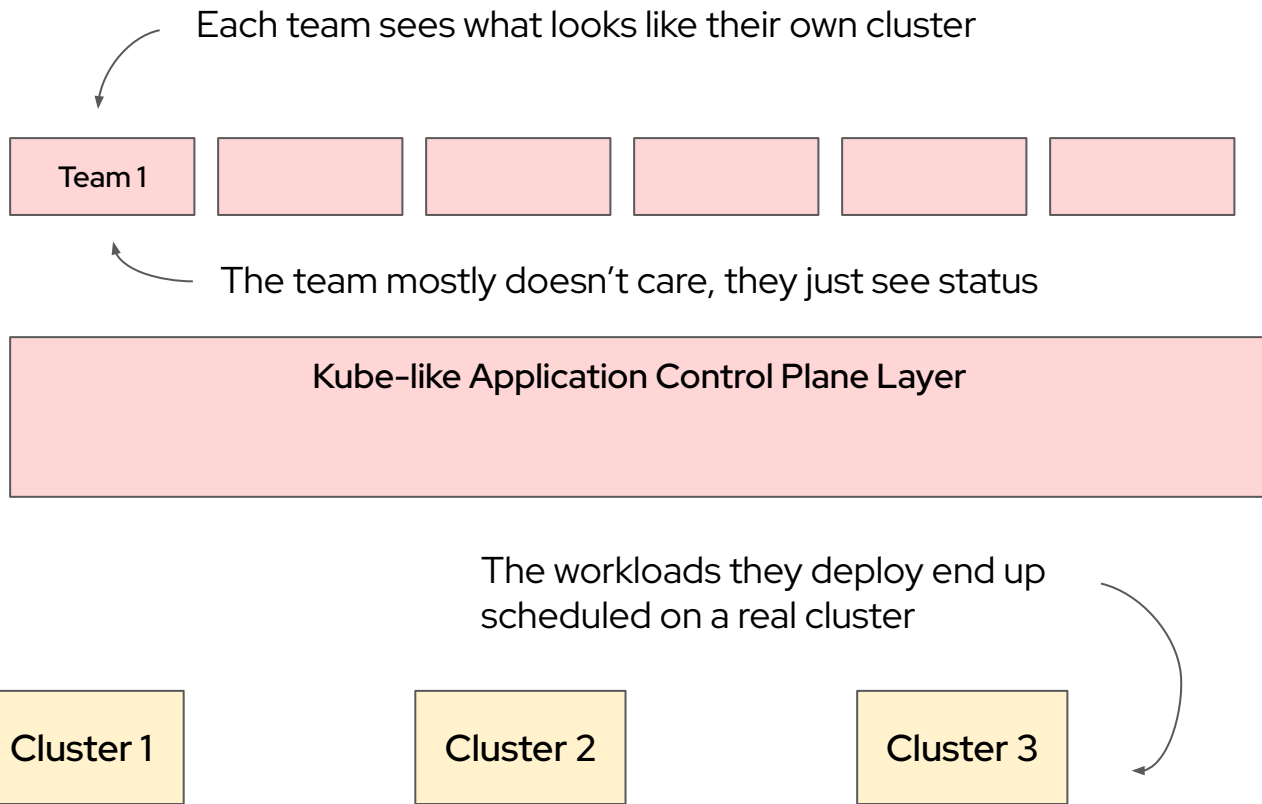 Each team sees what looks like their own cluster
Team 1
The team mostly doesn’t care, they just see status
Kube-like Application Control Plane Layer
The workloads they deploy end up
scheduled on a real cluster
Cluster 1
Cluster 2
Cluster 3